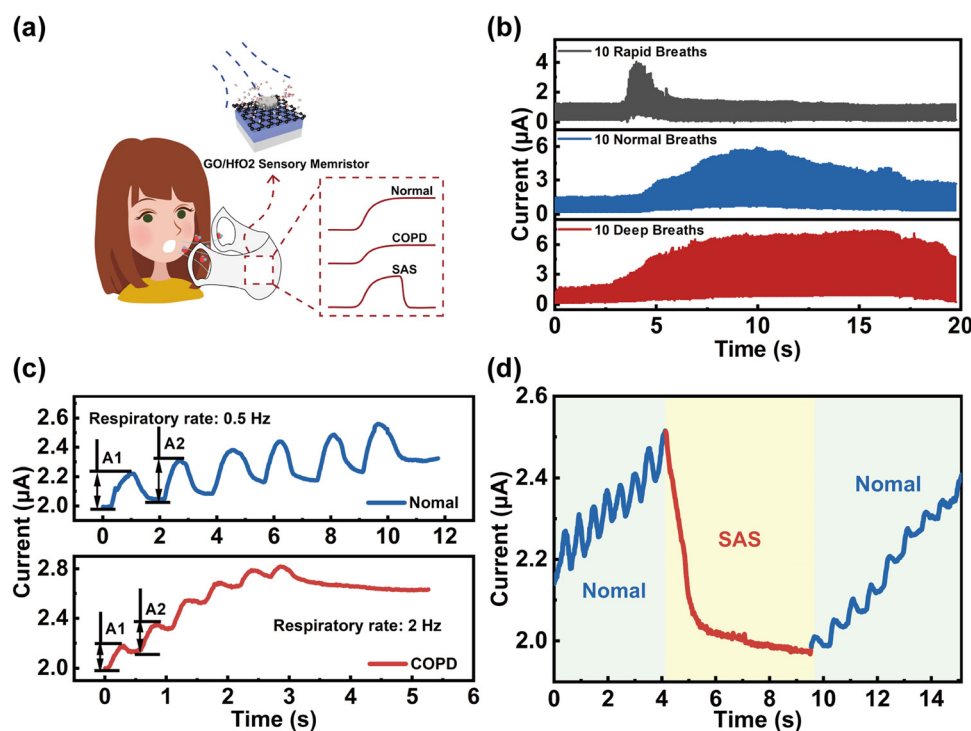 (a)
GO/HfO2 Sensory Memristor
Normal
COPD
SAS
(b)
10 Rapid Breaths
4
2
0
10 Normal Breaths
6
3
0
10 Deep Breaths
6
3
0
Current (µA)
0 5 10 15 20
Time (s)
(c)
Respiratory rate: 0.5 Hz
A1
A2
2.6
2.4
2.2
2.0
Nomal
0 2 4 6 8 10 12
A1
A2
2.8
2.4
2.0
Respiratory rate: 2 Hz
COPD
Current (µA)
0 1 2 3 4 5 6
Time (s)
(d)
2.6
2.4
2.2
2.0
Current (µA)
Nomal
SAS
Nomal
0 2 4 6 8 10 12 14
Time (s)